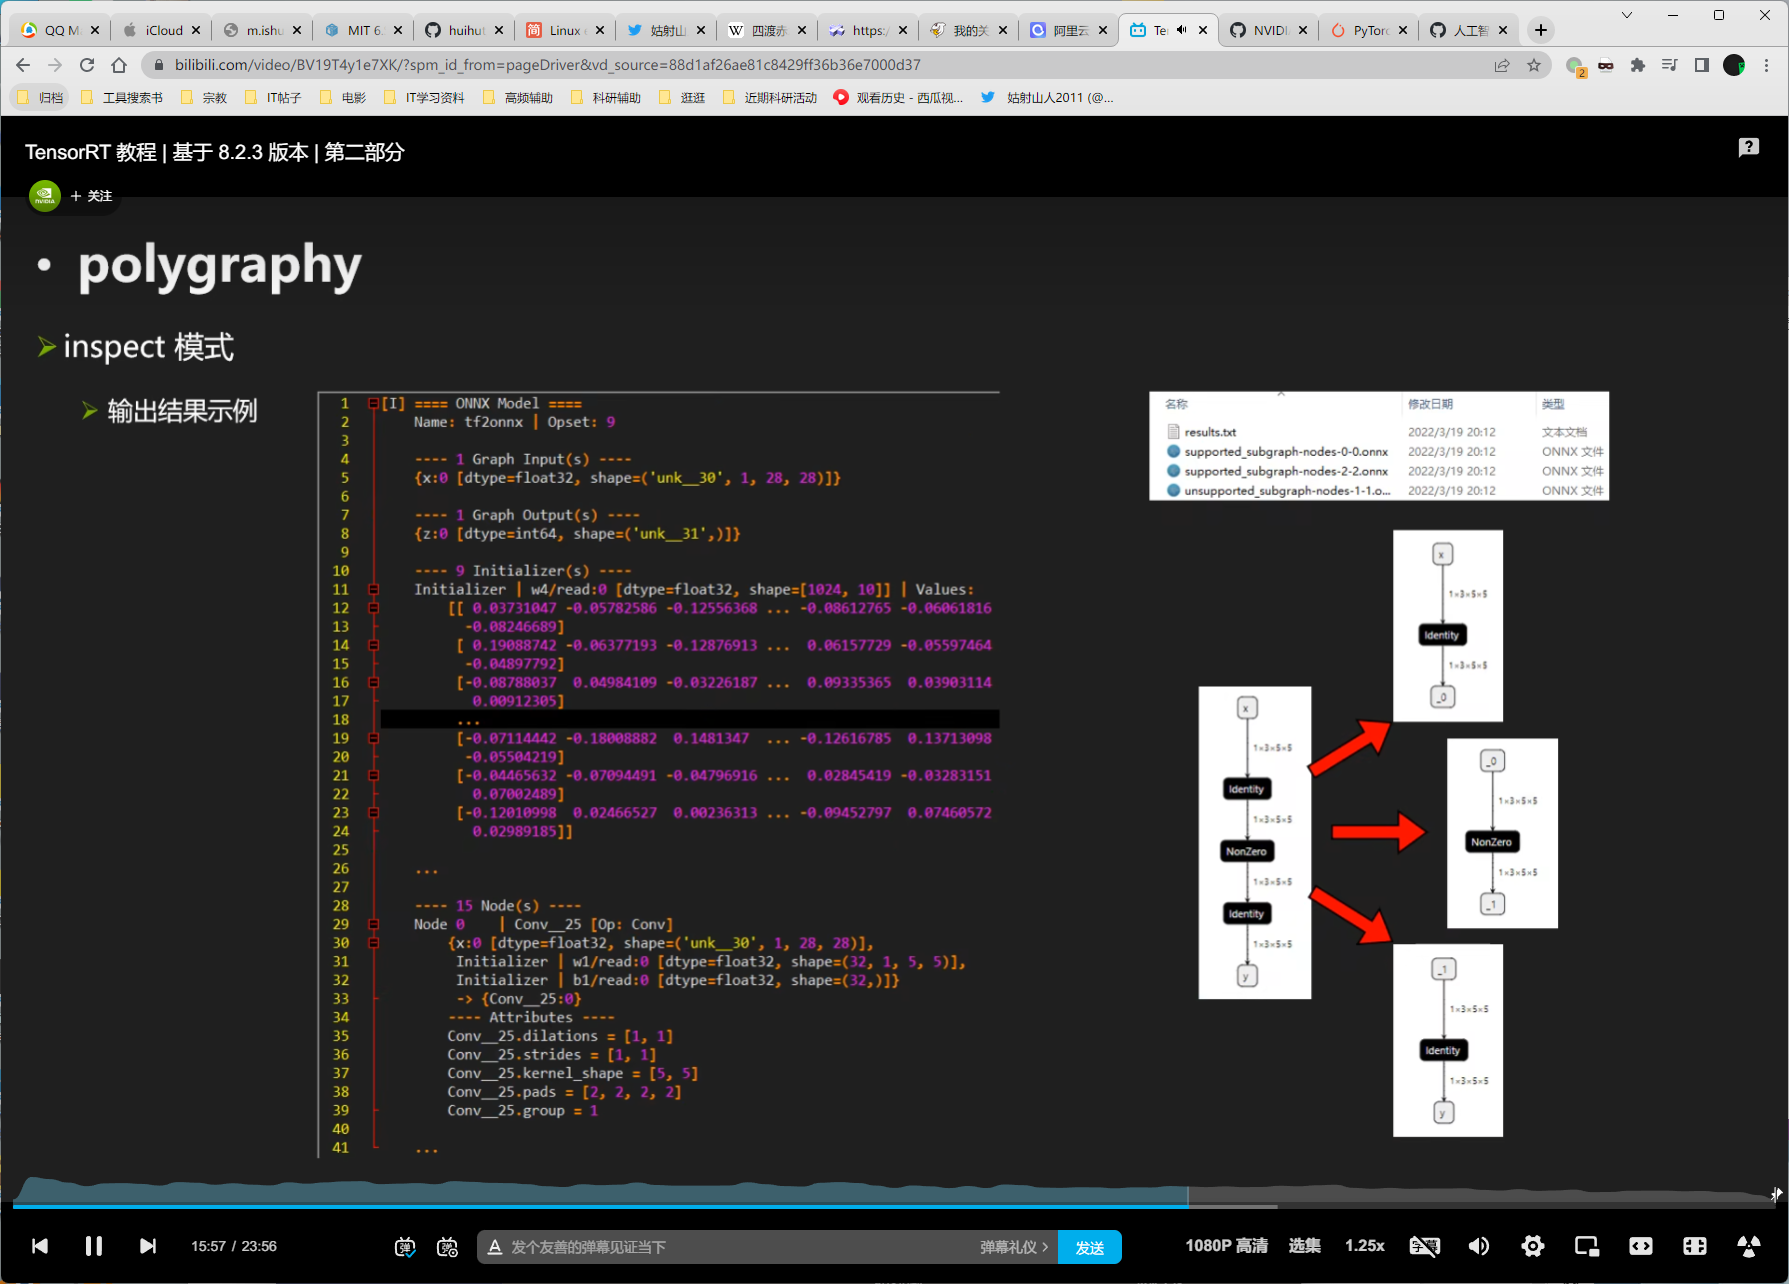 QQ M
iCloud
m.ishu
MIT 6.
huihut
Linux
姑射山
四渡赤
https:/
我的关
阿里云
Te
NVIDI
PyTorc
人工智
bilibili.com/video/BV19T4y1e7XK/?spm_id_from=pageDriver&vd_source=88d1af26ae81c8429ff36b36e7000d37
2
归档
工具搜索书
宗教
IT帖子
电影
IT学习资料
高频辅助
科研辅助
逛逛
近期科研活动
观看历史 - 西瓜视...
姑射山人2011 (@...
TensorRT 教程 | 基于 8.2.3 版本 | 第二部分
NVIDIA
+ 关注
• polygraphy
inspect 模式
输出结果示例
1 [I] ==== ONNX Model ====
2 Name: tf2onnx | Opset: 9
3
4 ---- 1 Graph Input(s) ----
5 {x:0 [dtype=float32, shape=('unk__30', 1, 28, 28)]}
6
7 ---- 1 Graph Output(s) ----
8 {z:0 [dtype=int64, shape=('unk__31',)]}
9
10 ---- 9 Initializer(s) ----
11 Initializer | w4/read:0 [dtype=float32, shape=[1024, 10]] | Values:
12 [[ 0.03731047 -0.05782586 -0.12556368 ... -0.08612765 -0.06061816
13 -0.08246689]
14 [ 0.19088742 -0.06377193 -0.12876913 ... 0.06157729 -0.05597464
15 -0.04897792]
16 [-0.08788037 0.04984109 -0.03226187 ... 0.09335365 0.03903114
17 0.00912305]
18 ...
19 [-0.07114442 -0.18008882 0.1481347 ... -0.12616785 0.13713098
20 -0.05504219]
21 [-0.04465632 -0.07094491 -0.04796916 ... 0.02845419 -0.03283151
22 0.07002489]
23 [-0.12010998 0.02466527 0.00236313 ... -0.09452797 0.07460572
24 0.02989185]]
25
26 ...
27
28 ---- 15 Node(s) ----
29 Node 0 | Conv__25 [Op: Conv]
30 {x:0 [dtype=float32, shape=('unk__30', 1, 28, 28)],
31 Initializer | w1/read:0 [dtype=float32, shape=(32, 1, 5, 5)],
32 Initializer | b1/read:0 [dtype=float32, shape=(32,)]}
33 -> {Conv__25:0}
34 ---- Attributes ----
35 Conv__25.dilations = [1, 1]
36 Conv__25.strides = [1, 1]
37 Conv__25.kernel_shape = [5, 5]
38 Conv__25.pads = [2, 2, 2, 2]
39 Conv__25.group = 1
40
41 ...
名称 修改日期 类型
results.txt 2022/3/19 20:12 文本文档
supported_subgraph-nodes-0-0.onnx 2022/3/19 20:12 ONNX 文件
supported_subgraph-nodes-2-2.onnx 2022/3/19 20:12 ONNX 文件
unsupported_subgraph-nodes-1-1.o... 2022/3/19 20:12 ONNX 文件
x
1×3×5×5
Identity
1×3×5×5
_0
x
1×3×5×5
Identity
1×3×5×5
NonZero
1×3×5×5
Identity
1×3×5×5
y
_0
1×3×5×5
NonZero
1×3×5×5
_1
_1
1×3×5×5
Identity
1×3×5×5
y
15:57 / 23:56
弹
弹
A 发个友善的弹幕见证当下
弹幕礼仪 >
发送
1080P 高清
选集
1.25x
字幕